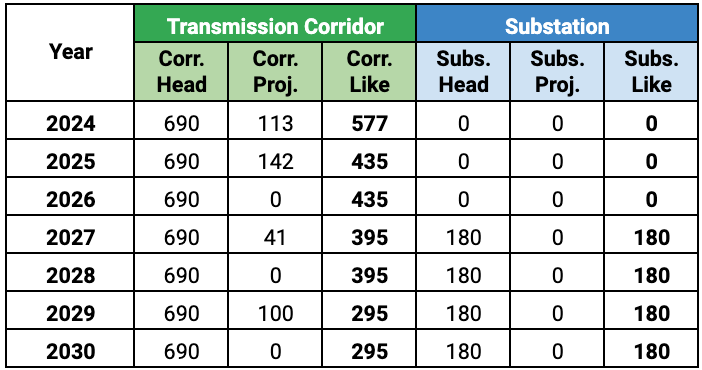 Year Transmission Corridor Substation
Corr. Head Corr. Proj. Corr. Like Subs. Head Subs. Proj. Subs. Like
2024 690 113 577 0 0 0
2025 690 142 435 0 0 0
2026 690 0 435 0 0 0
2027 690 41 395 180 0 180
2028 690 0 395 180 0 180
2029 690 100 295 180 0 180
2030 690 0 295 180 0 180